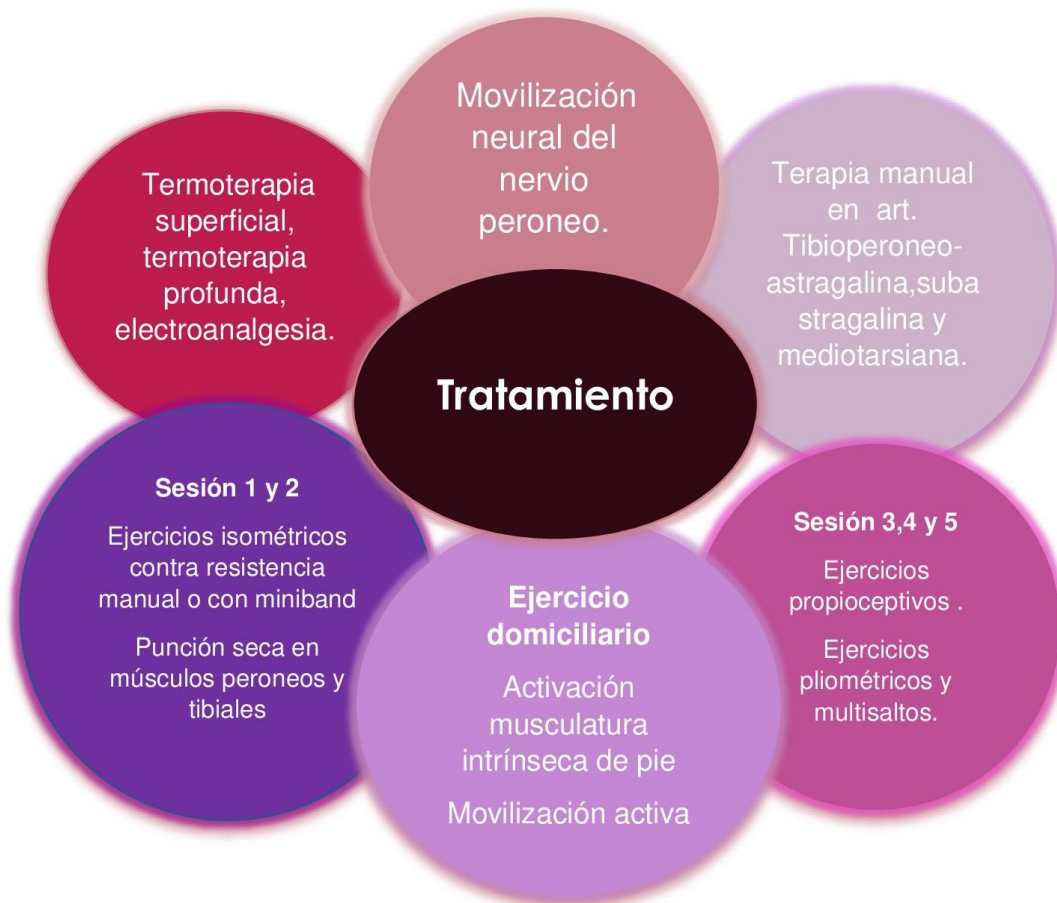 Movilización
neural del
nervio
peroneo.
Termoterapia
superficial,
termoterapia
profunda,
electroanalgesia.
Terapia manual
en art.
Tibioperoneo-
astragalina,suba
stragalina y
mediotarsiana.
Tratamiento
Sesión 1 y 2
Ejercicios isométricos
contra resistencia
manual o con miniband
Punción seca en
músculos peroneos y
tibiales
Ejercicio
domiciliario
Activación
musculatura
intrínseca de pie
Movilización activa
Sesión 3,4 y 5
Ejercicios
propioceptivos .
Ejercicios
pliométricos y
multisaltos.